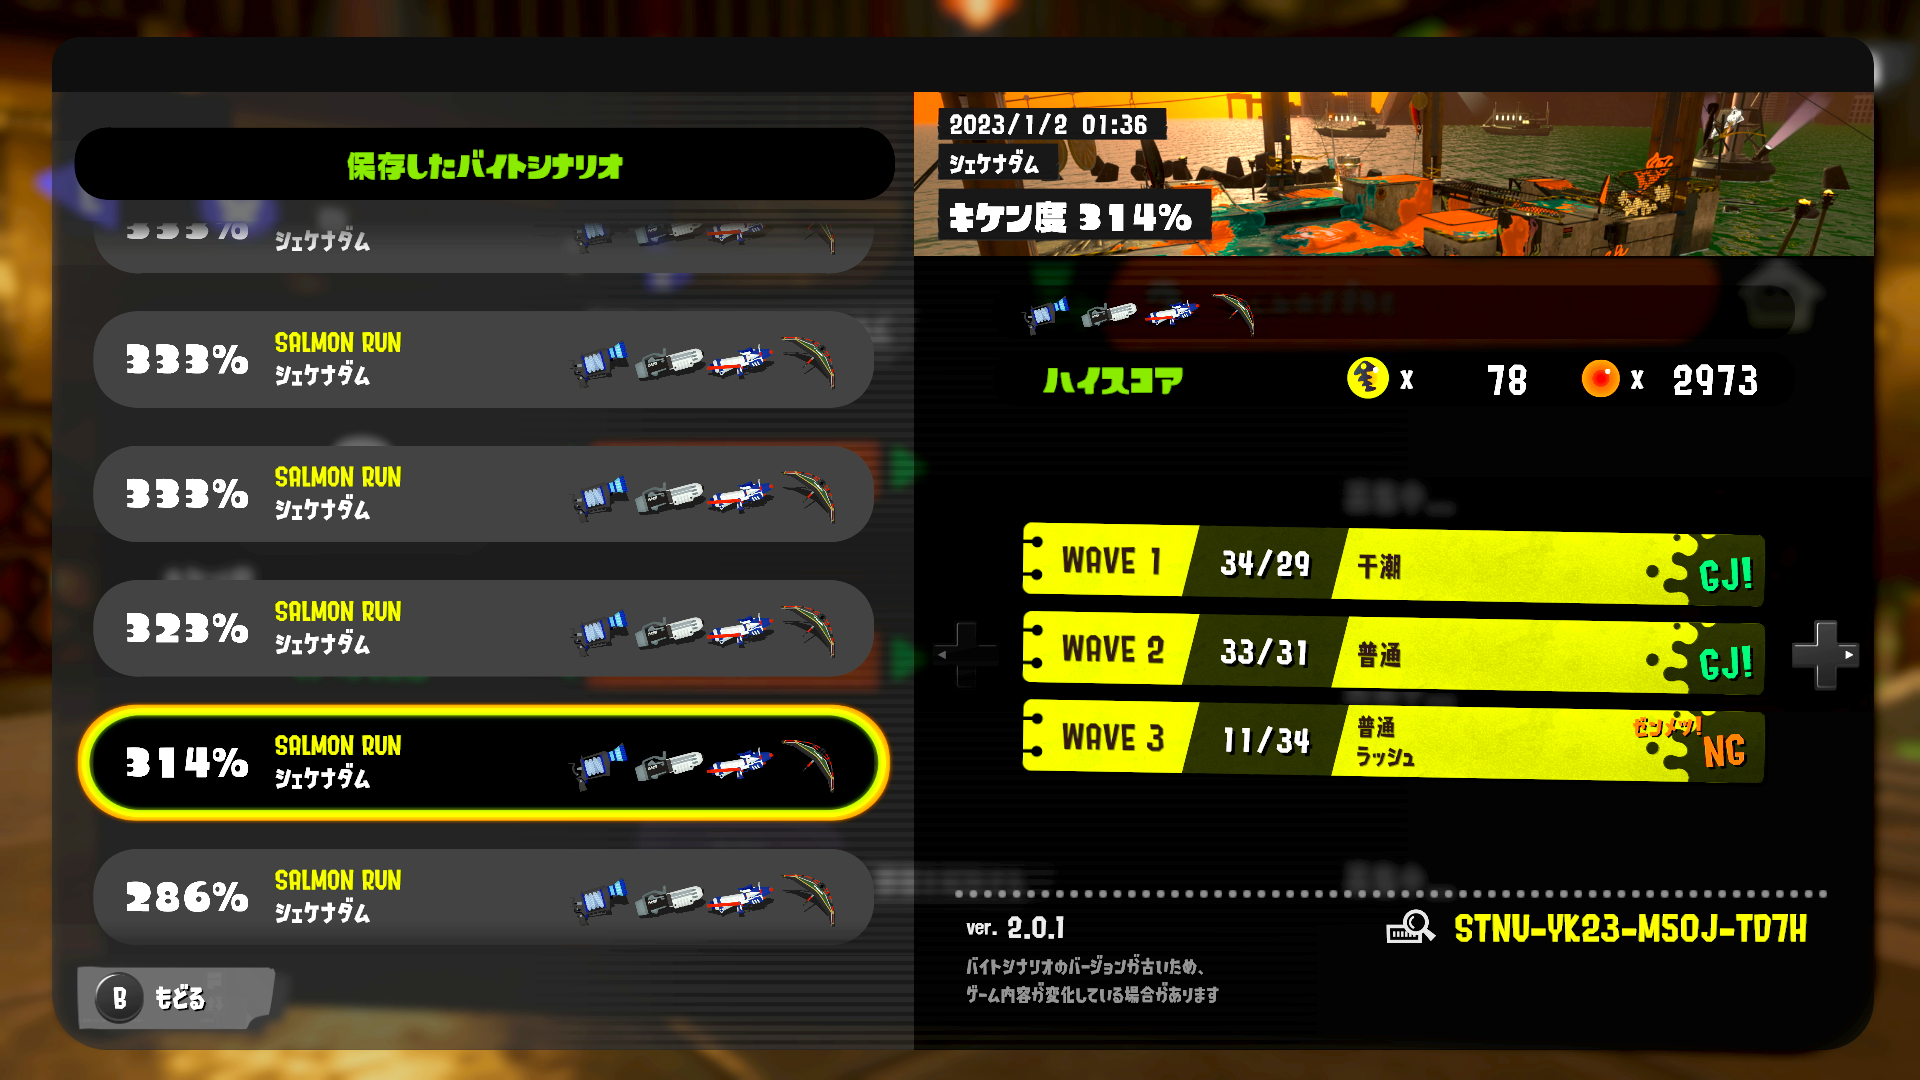 保存したバイトシナリオ
333%
シェケナダム
333%
SALMON RUN
シェケナダム
333%
SALMON RUN
シェケナダム
323%
SALMON RUN
シェケナダム
314%
SALMON RUN
シェケナダム
286%
SALMON RUN
シェケナダム
B もどる
2023/1/2 01:36
シェケナダム
キケン度 314%
ハイスコア
x 78
x 2973
WAVE 1 34/29 干潮 GJ!
WAVE 2 33/31 普通 GJ!
WAVE 3 11/34 普通 ラッシュ ゼンメツ! NG
ver. 2.0.1
STNU-YK23-M50J-TD7H
バイトシナリオのバージョンが古いため、
ゲーム内容が変化している場合があります